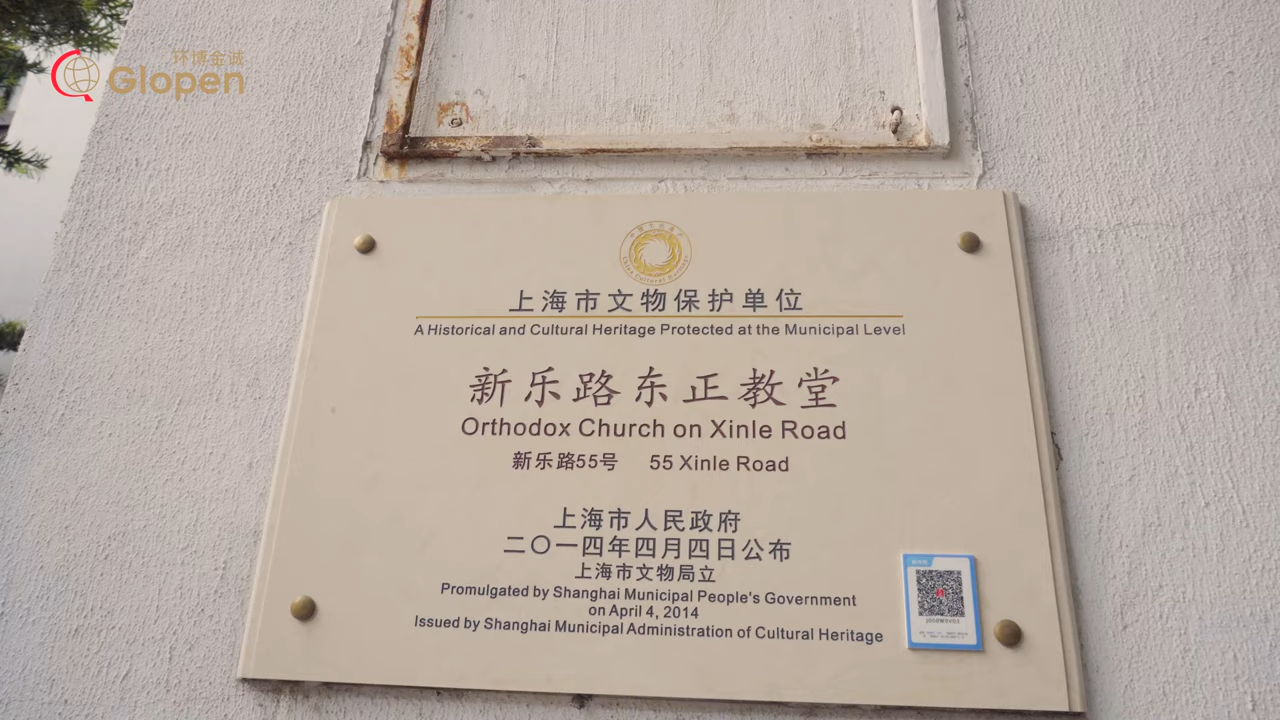 环博金诚
Glopen
上海市文物保护单位
A Historical and Cultural Heritage Protected at the Municipal Level
新乐路东正教堂
Orthodox Church on Xinle Road
新乐路55号 55 Xinle Road
上海市人民政府
二〇一四年四月四日公布
上海市文物局立
Promulgated by Shanghai Municipal People's Government
on April 4, 2014
Issued by Shanghai Municipal Administration of Cultural Heritage